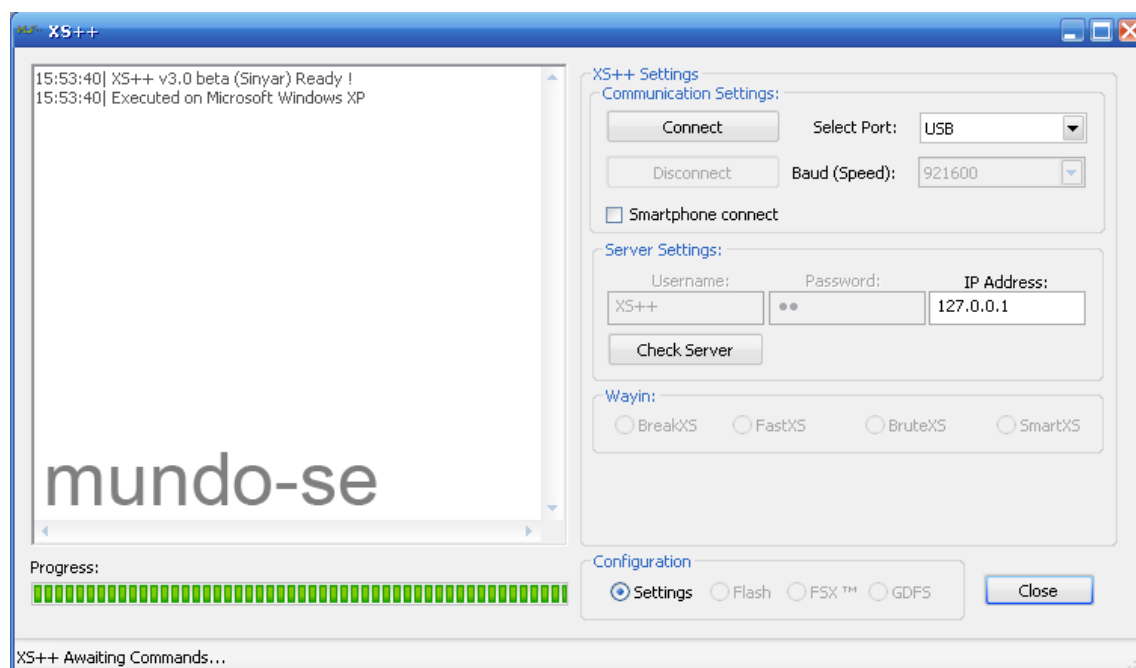 XS++
15:53:40| XS++ v3.0 beta (Sinyar) Ready !
15:53:40| Executed on Microsoft Windows XP
mundo-se
Progress:
XS++ Settings
Communication Settings:
Connect Select Port: USB
Disconnect Baud (Speed): 921600
Smartphone connect
Server Settings:
Username: Password: IP Address:
XS++ ●● 127.0.0.1
Check Server
Wayin:
BreakXS FastXS BruteXS SmartXS
Configuration
Settings Flash FSX ™ GDFS
Close
XS++ Awaiting Commands...